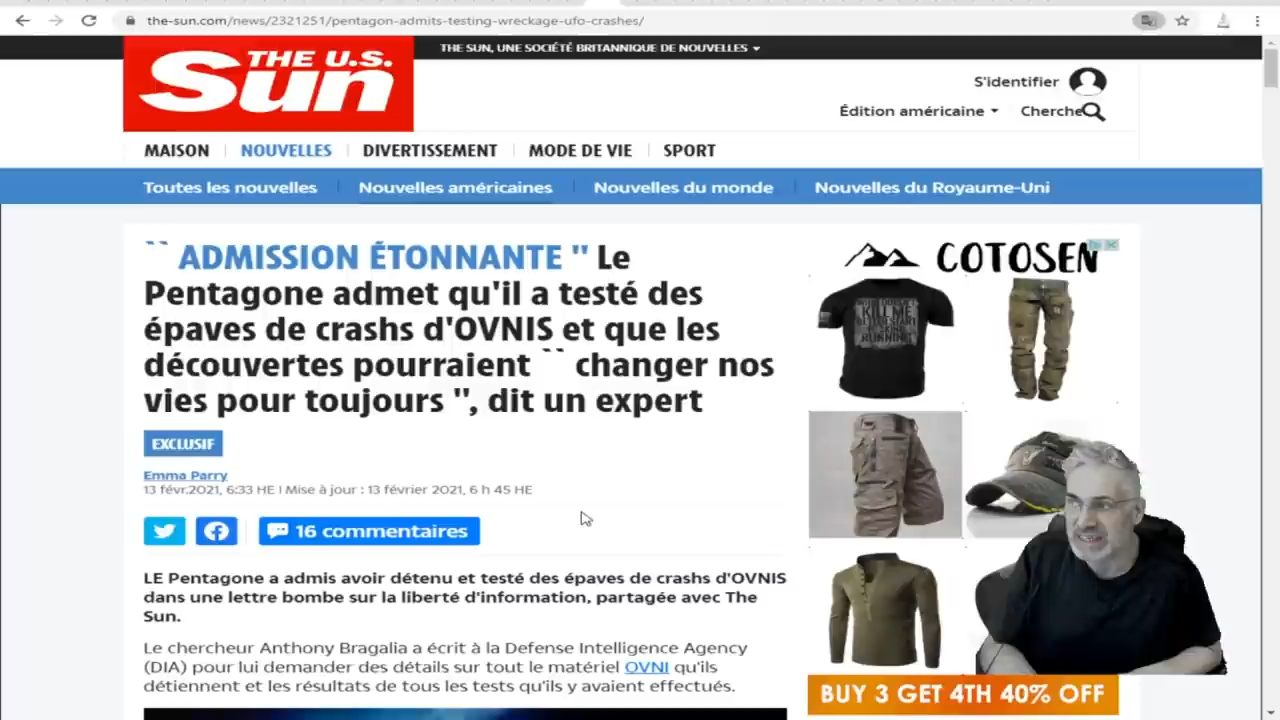 the-sun.com/news/2321251/pentagon-admits-testing-wreckage-ufo-crashes/
THE SUN, UNE SOCIÉTÉ BRITANNIQUE DE NOUVELLES
THE U.S.
Sun
S'identifier
Édition américaine
Cherche
MAISON
NOUVELLES
DIVERTISSEMENT
MODE DE VIE
SPORT
Toutes les nouvelles
Nouvelles américaines
Nouvelles du monde
Nouvelles du Royaume-Uni
`` ADMISSION ÉTONNANTE '' Le
Pentagone admet qu'il a testé des
épaves de crashs d'OVNIS et que les
découvertes pourraient `` changer nos
vies pour toujours '', dit un expert
EXCLUSIF
Emma Parry
13 févr.2021, 6:33 HE | Mise à jour : 13 février 2021, 6 h 45 HE
16 commentaires
LE Pentagone a admis avoir détenu et testé des épaves de crashs d'OVNIS
dans une lettre bombe sur la liberté d'information, partagée avec The
Sun.
Le chercheur Anthony Bragalia a écrit à la Defense Intelligence Agency
(DIA) pour lui demander des détails sur tout le matériel OVNI qu'ils
détiennent et les résultats de tous les tests qu'ils y avaient effectués.
COTOSEN
KILL ME
RUNNING
BUY 3 GET 4TH 40% OFF